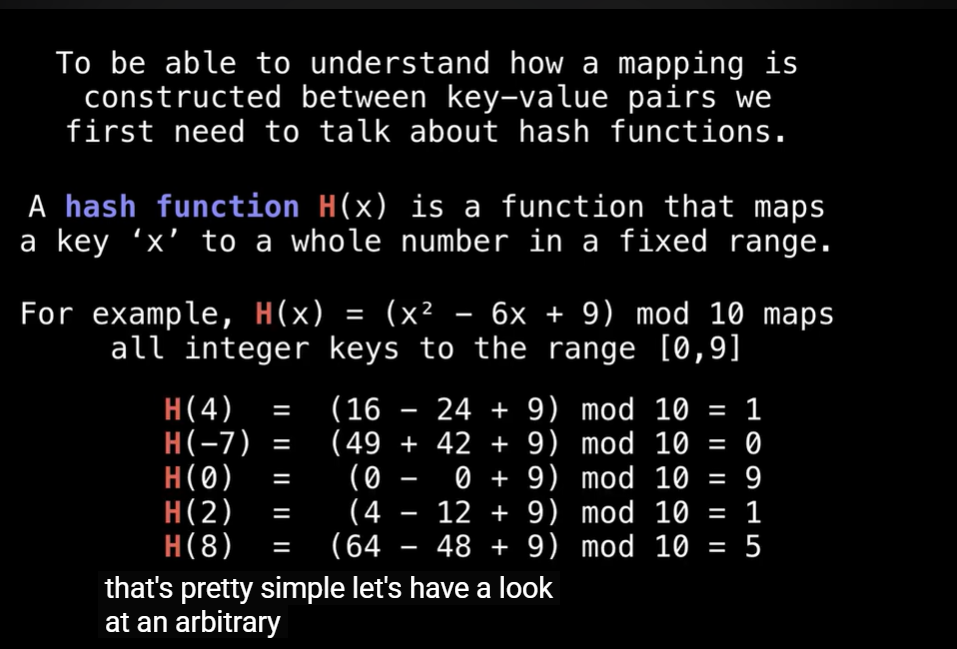 To be able to understand how a mapping is
constructed between key-value pairs we
first need to talk about hash functions.
A hash function H(x) is a function that maps
a key ‘x’ to a whole number in a fixed range.
For example, H(x) = (x² - 6x + 9) mod 10 maps
all integer keys to the range [0,9]
H(4) = (16 - 24 + 9) mod 10 = 1
H(-7) = (49 + 42 + 9) mod 10 = 0
H(0) = (0 - 0 + 9) mod 10 = 9
H(2) = (4 - 12 + 9) mod 10 = 1
H(8) = (64 - 48 + 9) mod 10 = 5
that's pretty simple let's have a look
at an arbitrary